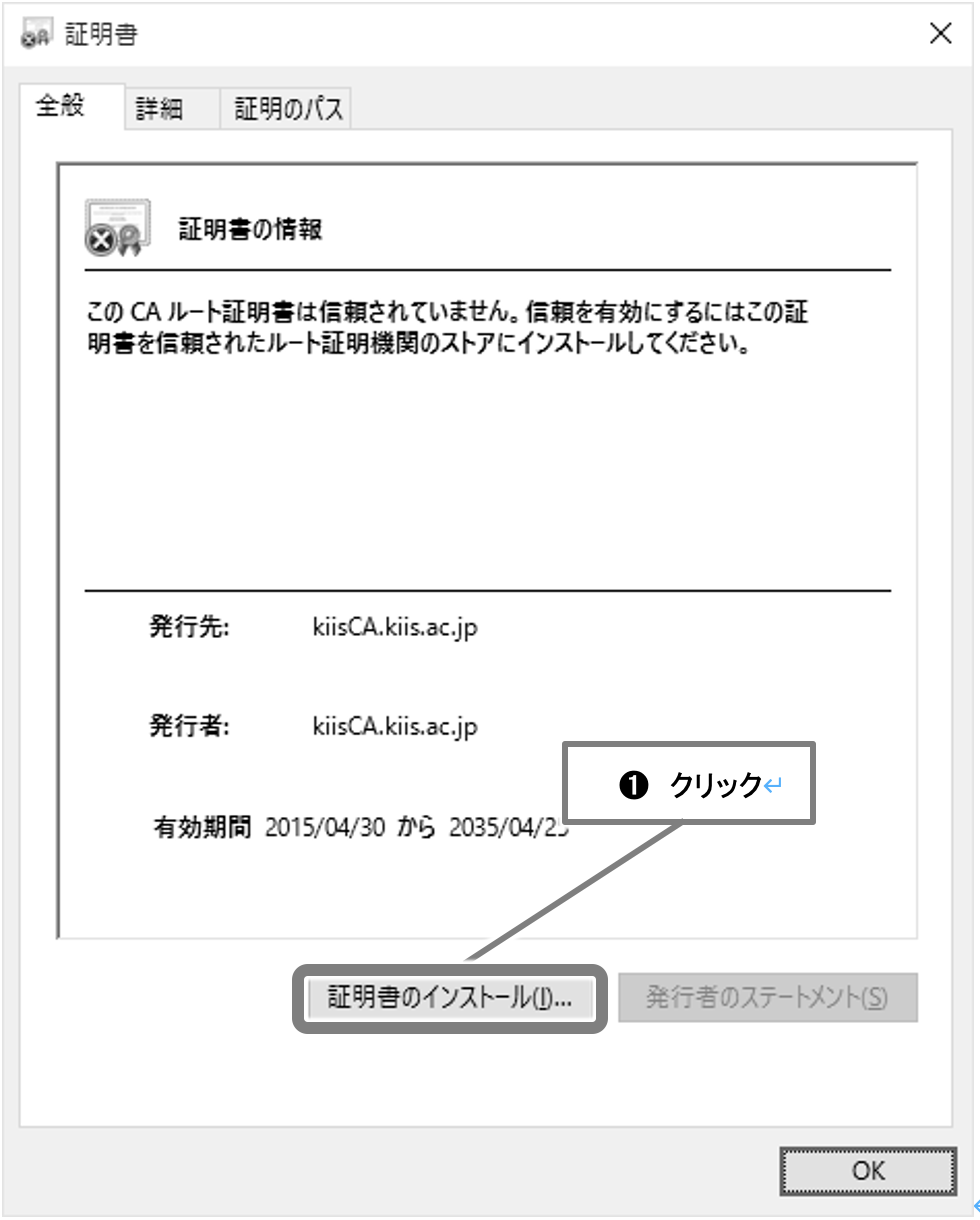 証明書
全般
詳細
証明のパス
証明書の情報
この CA ルート証明書は信頼されていません。信頼を有効にするにはこの証
明書を信頼されたルート証明機関のストアにインストールしてください。
発行先: kiisCA.kiis.ac.jp
発行者: kiisCA.kiis.ac.jp
❶ クリック↵
有効期間 2015/04/30 から 2035/04/25
証明書のインストール(I)...
発行者のステートメント(S)
OK